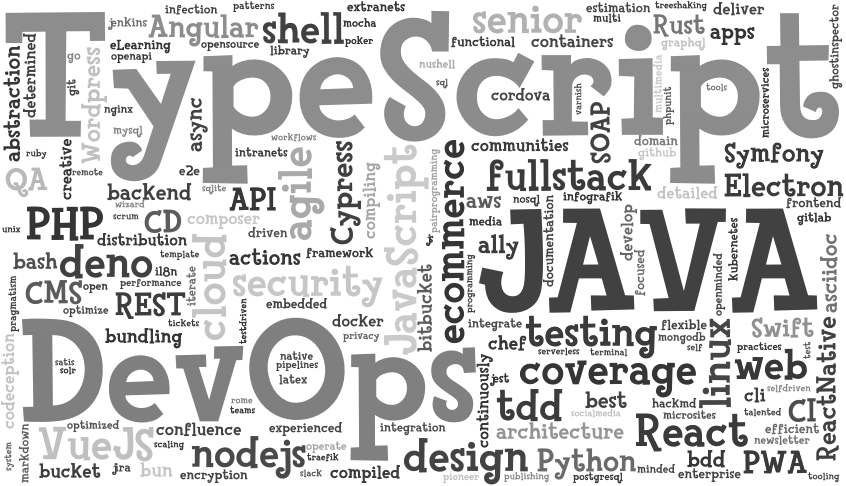 infection
patterns
extranets
estimation
treeshaking
deliver
jenkins
Angular
shell
mocha
senior
multi
Rust
apps
ghostinspector
eLearning
opensource
poker
functional
containers
graphql
openapi
library
TypeScript
abstraction
determined
go
git
Wordpress
nginx
mysql
async
nushell
sql
cordova
varnish
SOAP
multimedia
phpunit
tools
microservices
ruby
creative
workflows
intranets
communities
domain
github
Symfony
QA
remote
e2e
sqlite
agile
Cypress
compiling
JavaScript
pairprogramming
ecommerce
fullstack
detailed
Electron
backend
wizard
API
aws
nosql
infografik
frontend
gitlab
unix
PHP
scrum
CD
composer
driven
media
ally
documentation
develop
focused
JAVA
kubernetes
openminded
distribution
template
cloud
actions
framework
bash
deno
il8n
iterate
security
bitbucket
programming
asciidoc
pragmatism
CMS
open
performance
optimize
REST
embedded
tickets
testdriven
docker
privacy
integrate
testing
flexible
mongodb
self
linux
Swift
practices
test
ReactNative
bundling
chef
serverless
terminal
codeception
DevOps
satis
solr
native
pipelines
latex
continuously
jest
coverage
web
selfdriven
rome
teams
tdd
best
socialmedia
hackmd
microsites
cli
talented
CI
optimized
confluence
experienced
integration
architecture
React
efficient
newsletter
system
markdown
VueJS
scaling
nodejs
operate
traefik
design
Python
minded
bdd
PWA
bucket
jira
bun
encryption
slack
compiled
pioneer
publishing
postgresql
enterprise
tooling